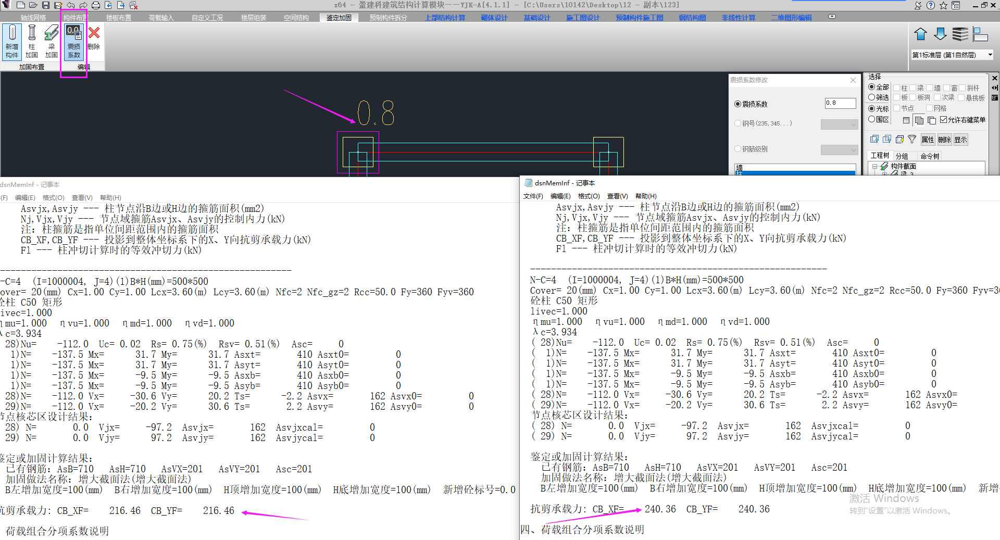 x64 - 盈建科建筑结构计算模块——YJK-A[4.1.1] - [C:\Users\10142\Desktop\12 - 副本\123]
轴线网格 构件布置 楼板布置 荷载输入 自定义工况 楼层组装 空间结构 鉴定加固 预制构件拆分 上部结构计算 砌体设计 基础设计 施工图设计 预制构件施工图 钢结构图 非线性计算 二维图形编辑
新增构件 柱加固 梁加固 0.0 震损系数 删除
加固布置 编辑
第1标准层 (第1自然层)
0.8
震损系数修改
震损系数 0.8
钢号(235,345...)
钢筋级别
墙
柱
选择
全部 柱 梁 墙 窗 斜杆
筛选 板 板洞 次梁 悬挑板
光标 节点 网格
围区 允许右键菜单
属性 删除 显示
工程树 分组 命令树
构件截面
梁 3
dsnMemInf - 记事本
(F) 编辑(E) 格式(O) 查看(V) 帮助(H)
Asvjx,Asvjy --- 柱节点沿B边或H边的箍筋面积(mm2)
Nj,Vjx,Vjy --- 节点域箍筋Asvjx、Asvjy的控制内力(kN)
注: 柱箍筋是指单位间距范围内的箍筋面积
CB_XF,CB_YF --- 投影到整体坐标系下的X、Y向抗剪承载力(kN)
Fl --- 柱冲切计算时的等效冲切力(kN)
--------------------------------------------------------
-C=4 (I=1000004, J=4)(1)B*H(mm)=500*500
over= 20(mm) Cx=1.00 Cy=1.00 Lcx=3.60(m) Lcy=3.60(m) Nfc=2 Nfc_gz=2 Rcc=50.0 Fy=360 Fyv=360
砼柱 C50 矩形
ivec=1.000
ηmu=1.000 ηvu=1.000 ηmd=1.000 ηvd=1.000
λc=3.934
28)Nu= -112.0 Uc= 0.02 Rs= 0.75(%) Rsv= 0.51(%) Asc= 0
1)N= -137.5 Mx= 31.7 My= 31.7 Asxt= 410 Asxt0= 0
1)N= -137.5 Mx= 31.7 My= 31.7 Asyt= 410 Asyt0= 0
1)N= -137.5 Mx= -9.5 My= -9.5 Asxb= 410 Asxb0= 0
1)N= -137.5 Mx= -9.5 My= -9.5 Asyb= 410 Asyb0= 0
28)N= -112.0 Vx= -30.6 Vy= 20.2 Ts= -2.2 Asvx= 162 Asvx0= 0
29)N= -112.0 Vx= -20.2 Vy= 30.6 Ts= 2.2 Asvy= 162 Asvy0= 0
节点核芯区设计结果:
28) N= 0.0 Vjx= -97.2 Asvjx= 162 Asvjxcal= 0
29) N= 0.0 Vjy= 97.2 Asvjy= 162 Asvjycal= 0
鉴定或加固计算结果:
已有钢筋: AsB=710 AsH=710 AsVX=201 AsVY=201 Asc=201
加固做法名称: 增大截面法(增大截面法)
B左增加宽度=100(mm) B右增加宽度=100(mm) H顶增加宽度=100(mm) H底增加宽度=100(mm) 新增砼标号=0.0
抗剪承载力: CB_XF= 216.46 CB_YF= 216.46
荷载组合分项系数说明
dsnMemInf - 记事本
文件(F) 编辑(E) 格式(O) 查看(V) 帮助(H)
Asvjx,Asvjy --- 柱节点沿B边或H边的箍筋面积(mm2)
Nj,Vjx,Vjy --- 节点域箍筋Asvjx、Asvjy的控制内力(kN)
注: 柱箍筋是指单位间距范围内的箍筋面积
CB_XF,CB_YF --- 投影到整体坐标系下的X、Y向抗剪承载力(kN)
Fl --- 柱冲切计算时的等效冲切力(kN)
---------------------------------------------------------
N-C=4 (I=1000004, J=4)(1)B*H(mm)=500*500
Cover= 20(mm) Cx=1.00 Cy=1.00 Lcx=3.60(m) Lcy=3.60(m) Nfc=2 Nfc_gz=2 Rcc=50.0 Fy=360 Fyv=36
砼柱 C50 矩形
livec=1.000
ηmu=1.000 ηvu=1.000 ηmd=1.000 ηvd=1.000
λc=3.934
( 28)Nu= -112.0 Uc= 0.02 Rs= 0.75(%) Rsv= 0.51(%) Asc= 0
( 1)N= -137.5 Mx= 31.7 My= 31.7 Asxt= 410 Asxt0= 0
( 1)N= -137.5 Mx= 31.7 My= 31.7 Asyt= 410 Asyt0= 0
( 1)N= -137.5 Mx= -9.5 My= -9.5 Asxb= 410 Asxb0= 0
( 1)N= -137.5 Mx= -9.5 My= -9.5 Asyb= 410 Asyb0= 0
( 28)N= -112.0 Vx= -30.6 Vy= 20.2 Ts= -2.2 Asvx= 162 Asvx0=
( 29)N= -112.0 Vx= -20.2 Vy= 30.6 Ts= 2.2 Asvy= 162 Asvy0=
节点核芯区设计结果:
( 28) N= 0.0 Vjx= -97.2 Asvjx= 162 Asvjxcal= 0
( 29) N= 0.0 Vjy= 97.2 Asvjy= 162 Asvjycal= 0
鉴定或加固计算结果:
已有钢筋: AsB=710 AsH=710 AsVX=201 AsVY=201 Asc=201
加固做法名称: 增大截面法(增大截面法)
B左增加宽度=100(mm) B右增加宽度=100(mm) H顶增加宽度=100(mm) H底增加宽度=100(mm) 新增
抗剪承载力: CB_XF= 240.36 CB_YF= 240.36
四、荷载组合分项系数说明
激活 Windows
转到“设置”以激活 Windows。